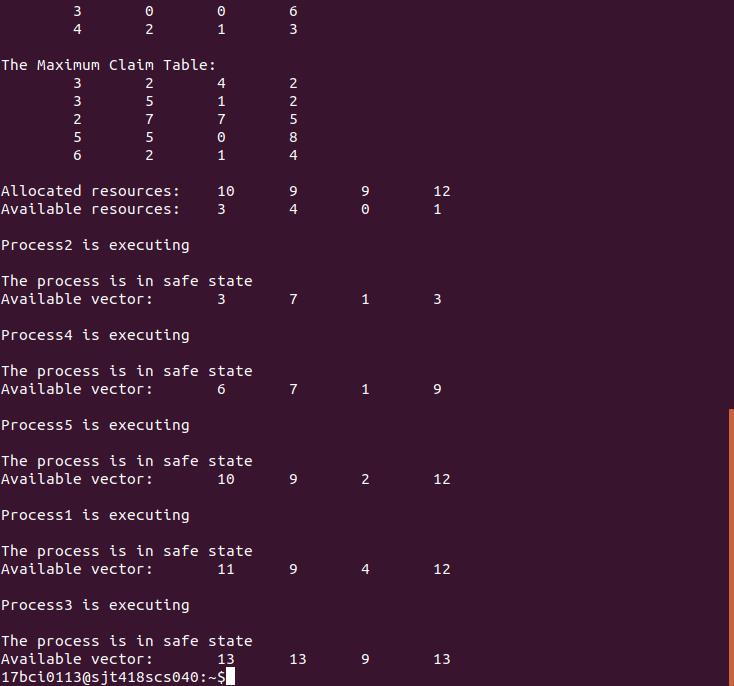 3 0 0 6
4 2 1 3
The Maximum Claim Table:
3 2 4 2
3 5 1 2
2 7 7 5
5 5 0 8
6 2 1 4
Allocated resources: 10 9 9 12
Available resources: 3 4 0 1
Process2 is executing
The process is in safe state
Available vector: 3 7 1 3
Process4 is executing
The process is in safe state
Available vector: 6 7 1 9
Process5 is executing
The process is in safe state
Available vector: 10 9 2 12
Process1 is executing
The process is in safe state
Available vector: 11 9 4 12
Process3 is executing
The process is in safe state
Available vector: 13 13 9 13
17bci0113@sjt418scs040:~$